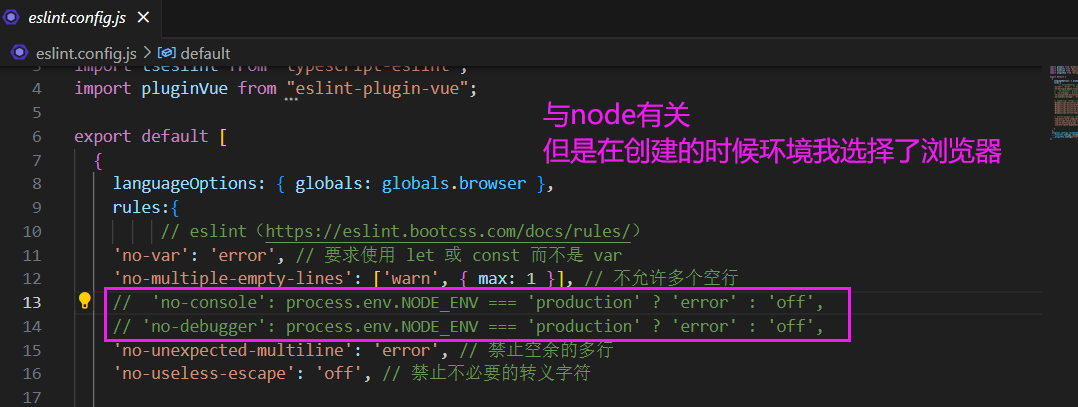 eslint.config.js
eslint.config.js > default
3 import tseslint from "typescript-eslint";
4 import pluginVue from "eslint-plugin-vue";
5
6 export default [
7 {
8 languageOptions: { globals: globals.browser },
9 rules:{
10 // eslint（https://eslint.bootcss.com/docs/rules/）
11 'no-var': 'error', // 要求使用 let 或 const 而不是 var
12 'no-multiple-empty-lines': ['warn', { max: 1 }], // 不允许多个空行
13 // 'no-console': process.env.NODE_ENV === 'production' ? 'error' : 'off',
14 // 'no-debugger': process.env.NODE_ENV === 'production' ? 'error' : 'off',
15 'no-unexpected-multiline': 'error', // 禁止空余的多行
16 'no-useless-escape': 'off', // 禁止不必要的转义字符
17
与node有关
但是在创建的时候环境我选择了浏览器